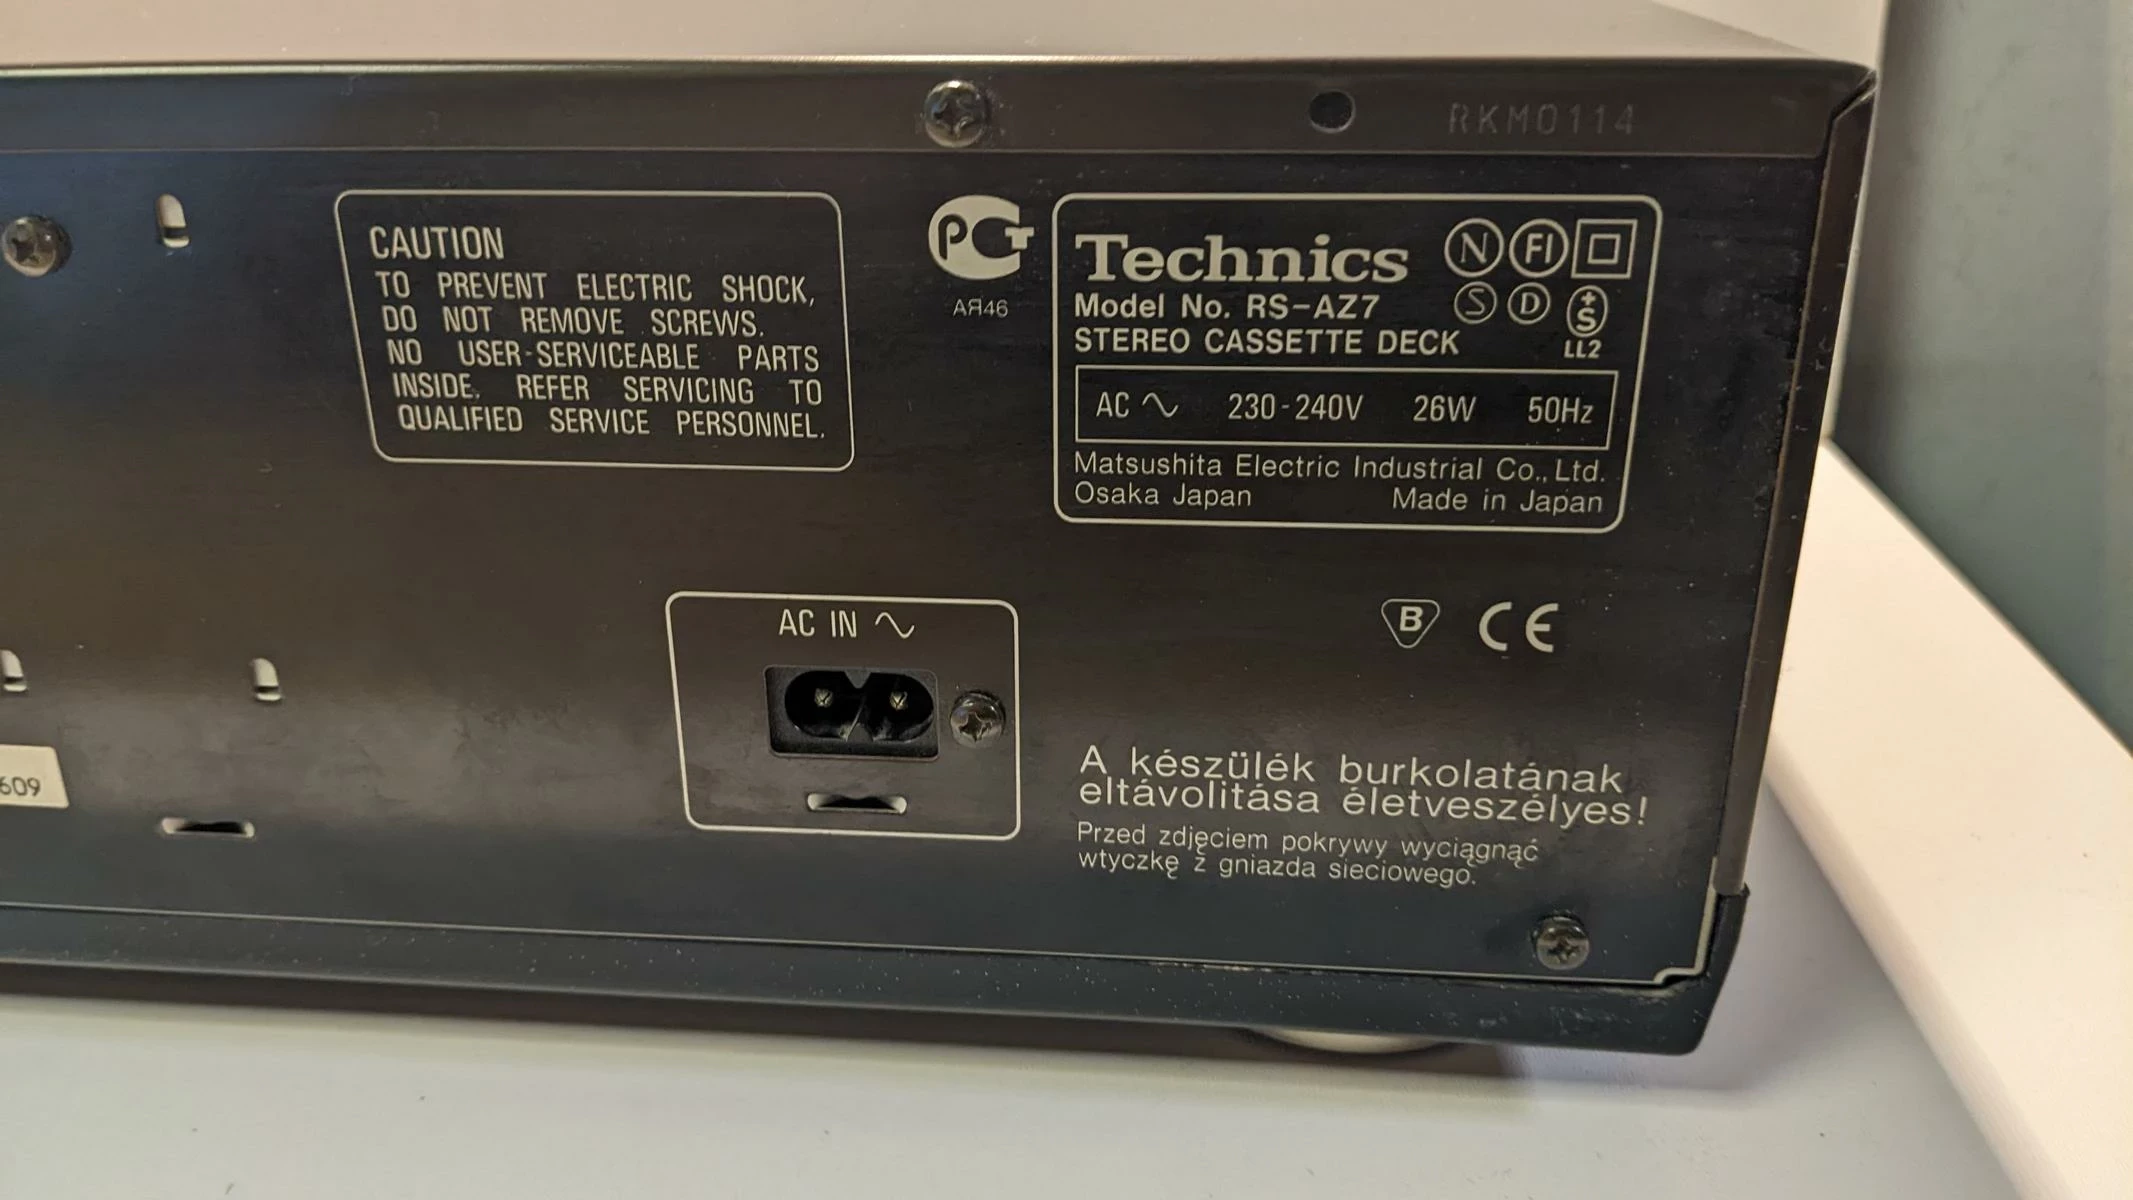 RKM0114
CAUTION
TO PREVENT ELECTRIC SHOCK,
DO NOT REMOVE SCREWS.
NO USER-SERVICEABLE PARTS
INSIDE. REFER SERVICING TO
QUALIFIED SERVICE PERSONNEL.
РСТ
АЯ46
Technics
N FI
Model No. RS-AZ7
S D +S
STEREO CASSETTE DECK
LL2
AC ∿ 230-240V 26W 50Hz
Matsushita Electric Industrial Co., Ltd.
Osaka Japan Made in Japan
AC IN ∿
B CE
A készülék burkolatának
eltávolitása életveszélyes!
Przed zdjęciem pokrywy wyciągnąć
wtyczkę z gniazda sieciowego.
609